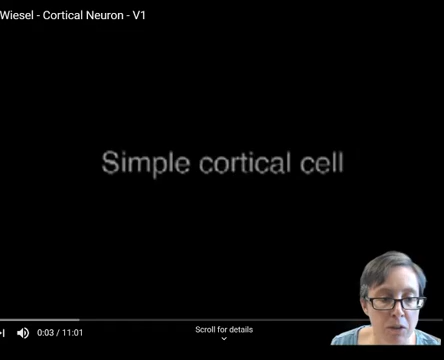 Wiesel - Cortical Neuron - V1
Simple cortical cell
Scroll for details
0:03 / 11:01